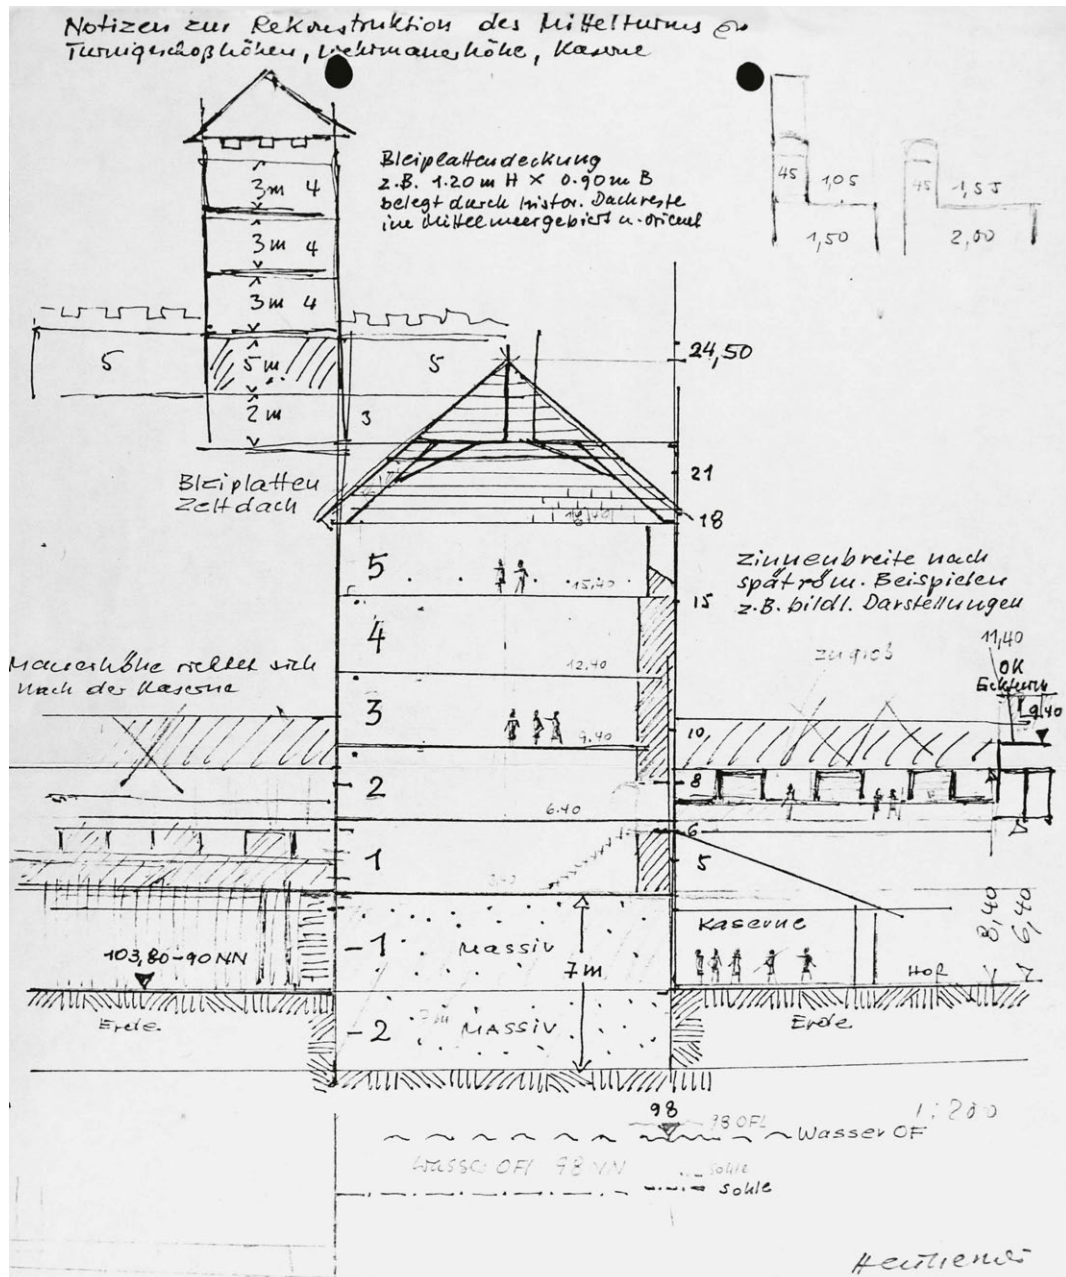 Notizen zur Rekonstruktion des Mittelturms
Turmgeschoßhöhen, Wehrmauerhöhe, Kaserne
Bleiplattendeckung
z.B. 1.20 m H X 0.90 m B
belegt durch histor. Dachreste
im Mittelmeergebiet u. orient
45 1,05
1,50
45 1,55
2,00
3m 4
3m 4
3m 4
5 5m 5
2m 3
24,50
21
18
Bleiplatten
Zeltdach
5 15,40
15
4 12,40
3 9.40
10
2 6.40
8
1
6
5
Zinnenbreite nach
spätröm. Beispielen
z.B. bildl. Darstellungen
zu groß
11,40
OK
Eckturm
9,40
Mauerhöhe richtet sich
nach der Kaserne
103,80-90 NN
-1 MASSIV
7m
-2 MASSIV
Kaserne
Hof
8,40
6,40
Erde
Erde
98
98 OFL
1:200
Wasser OF
Wasser OFl 98 NN
Sohle
Sohle